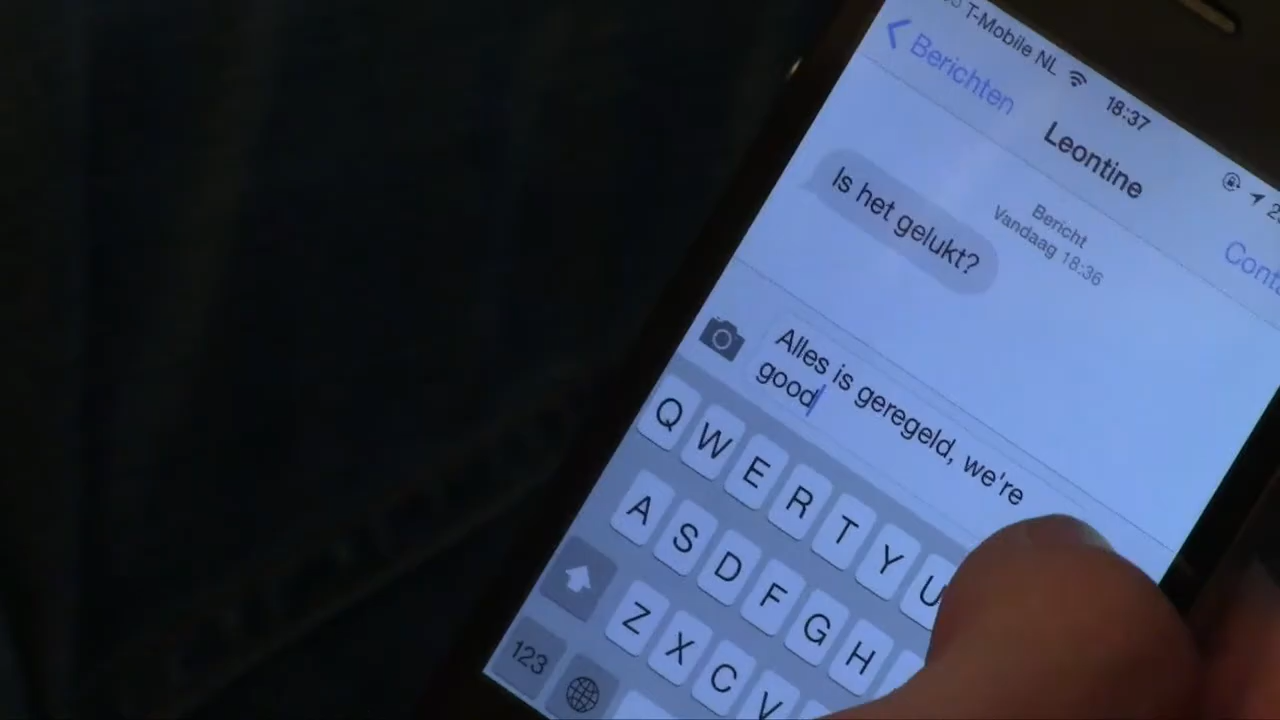 T-Mobile NL 18:37
Berichten Leontine
Bericht
Vandaag 18:36
Is het gelukt?
Alles is geregeld, we're
good
Q W E R T Y U
A S D F G H
Z X C V
123